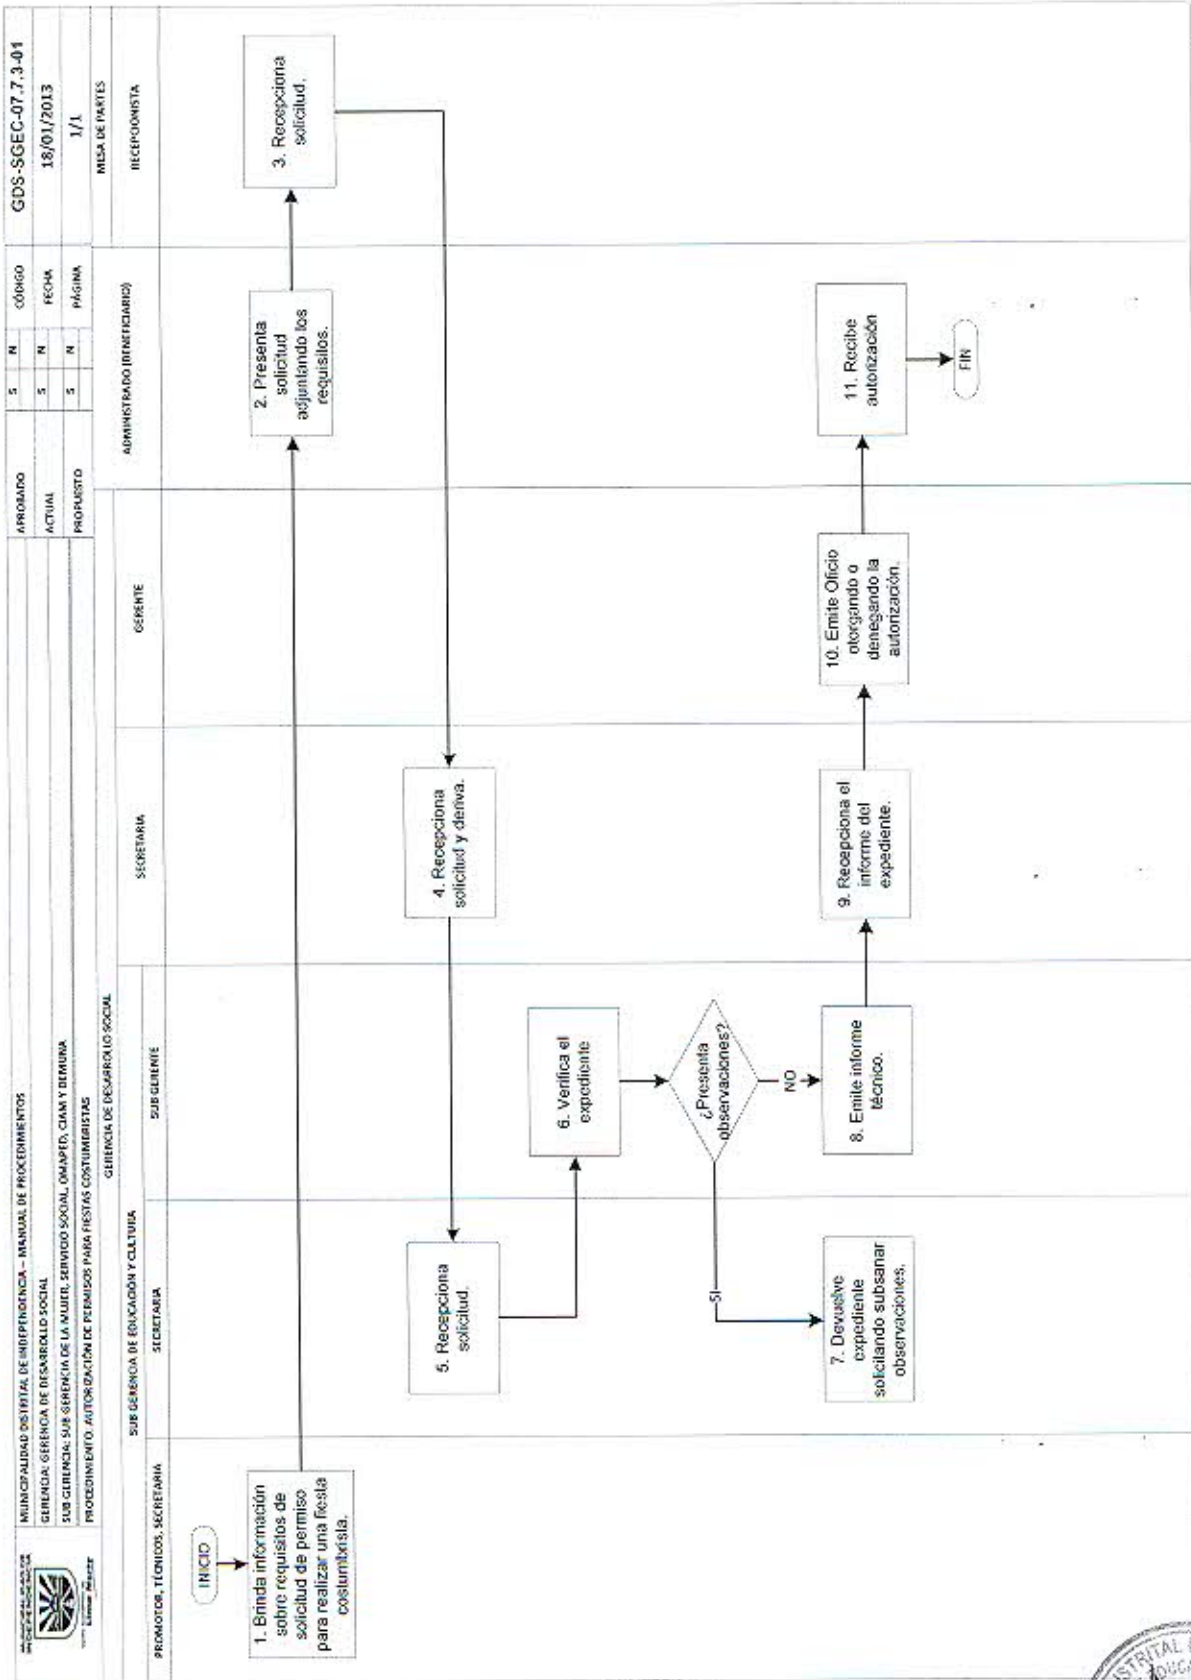 MUNICIPALIDAD DISTRITAL DE INDEPENDENCIA – MANUAL DE PROCEDIMIENTOS
GERENCIA: GERENCIA DE DESARROLLO SOCIAL
SUB GERENCIA: SUB GERENCIA DE LA MUJER, SERVICIO SOCIAL, OMAPED, CIAM Y DEMUNA
PROCEDIMIENTO: AUTORIZACIÓN DE PERMISOS PARA FIESTAS COSTUMBRISTAS
APROBADO S N
ACTUAL S N
PROPUESTO S N
CÓDIGO GDS-SGEC-07.7.3-01
FECHA 18/01/2013
PÁGINA 1/1
GERENCIA DE DESARROLLO SOCIAL
MESA DE PARTES
SUB GERENCIA DE EDUCACIÓN Y CULTURA
SECRETARIA
GERENTE
ADMINISTRADO (BENEFICIARIO)
RECEPCIONISTA
PROMOTOR, TÉCNICOS, SECRETARIA
SECRETARIA
SUB GERENTE
INICIO
1. Brinda información
sobre requisitos de
solicitud de permiso
para realizar una fiesta
costumbrista.
2. Presenta
solicitud
adjuntando los
requisitos.
3. Recepciona
solicitud.
4. Recepciona
solicitud y deriva.
5. Recepciona
solicitud.
6. Verifica el
expediente
¿Presenta
observaciones?
SI
NO
7. Devuelve
expediente
solicitando subsanar
observaciones.
8. Emite informe
técnico.
9. Recepciona el
informe del
expediente.
10. Emite Oficio
otorgando o
denegando la
autorización.
11. Recibe
autorización
FIN